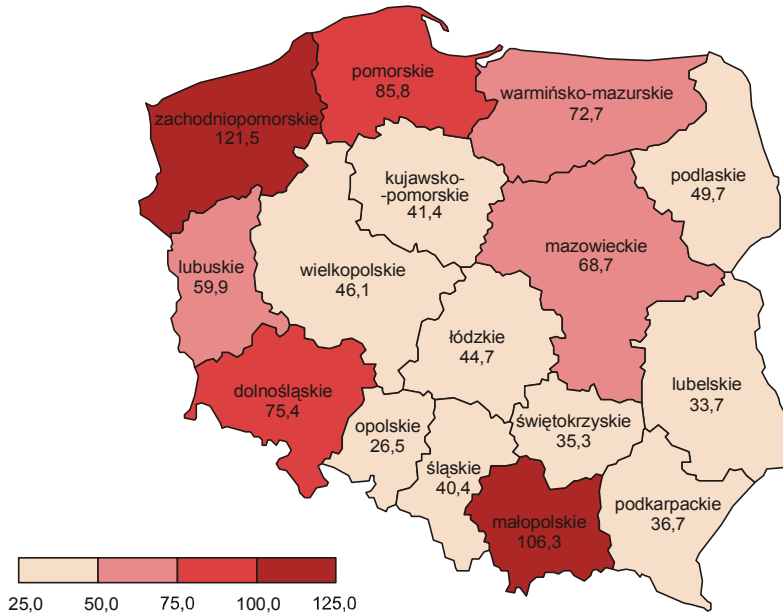 pomorskie
85,8
warmińsko-mazurskie
72,7
zachodniopomorskie
121,5
podlaskie
49,7
kujawsko-
-pomorskie
41,4
mazowieckie
68,7
lubuskie
59,9
wielkopolskie
46,1
łódzkie
44,7
lubelskie
33,7
dolnośląskie
75,4
opolskie
26,5
świętokrzyskie
35,3
śląskie
40,4
małopolskie
106,3
podkarpackie
36,7
25,0 50,0 75,0 100,0 125,0